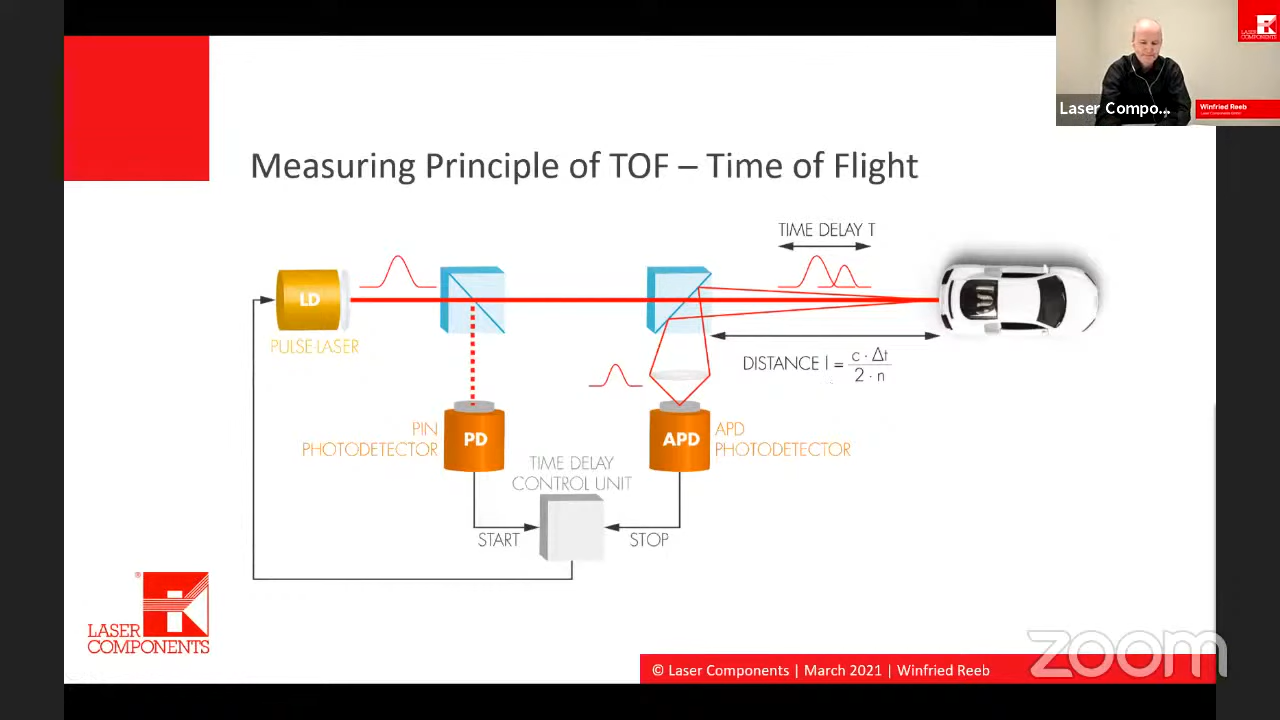 LASER
COMPONENTS
Laser Compo...
Winfried Reeb
Measuring Principle of TOF – Time of Flight
TIME DELAY T
LD
PULSE LASER
DISTANCE l = c · Δt
2 · n
PIN
PHOTODETECTOR
PD
APD
APD
PHOTODETECTOR
TIME DELAY
CONTROL UNIT
START
STOP
®
LASER
COMPONENTS
© Laser Components | March 2021 | Winfried Reeb
zoom